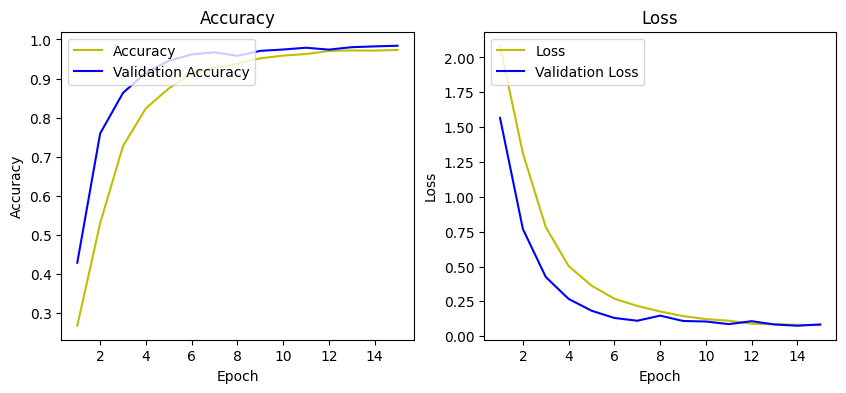 Accuracy
1.0
0.9
0.8
0.7
0.6
0.5
0.4
0.3
Accuracy
Accuracy
Validation Accuracy
2 4 6 8 10 12 14
Epoch
Loss
2.00
1.75
1.50
1.25
1.00
0.75
0.50
0.25
0.00
Loss
Loss
Validation Loss
2 4 6 8 10 12 14
Epoch